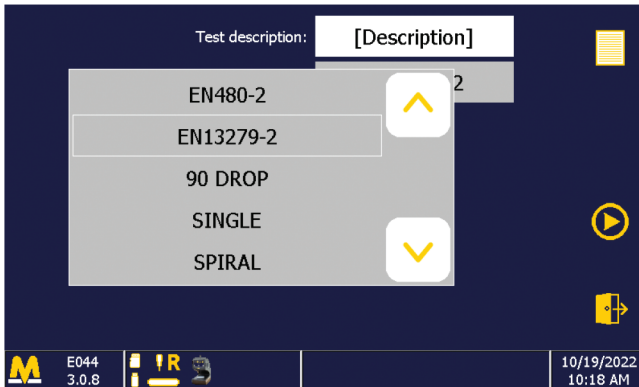 Test description: [Description]
2
EN480-2
EN13279-2
90 DROP
SINGLE
SPIRAL
R
E044
3.0.8
10/19/2022
10:18 AM